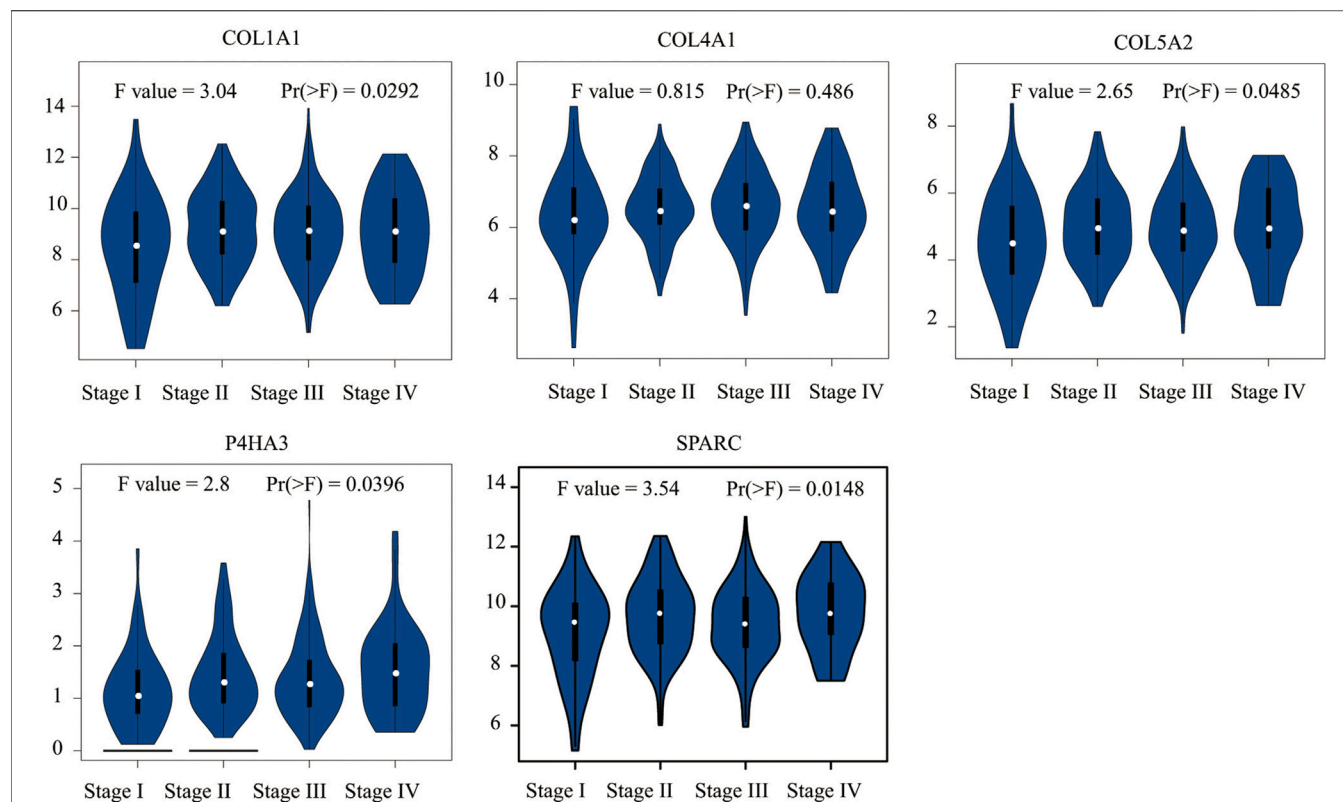 COL1A1
F value = 3.04 Pr(>F) = 0.0292
14
12
10
8
6
Stage I Stage II Stage III Stage IV
COL4A1
F value = 0.815 Pr(>F) = 0.486
10
8
6
4
Stage I Stage II Stage III Stage IV
COL5A2
F value = 2.65 Pr(>F) = 0.0485
8
6
4
2
Stage I Stage II Stage III Stage IV
P4HA3
F value = 2.8 Pr(>F) = 0.0396
5
4
3
2
1
0
Stage I Stage II Stage III Stage IV
SPARC
F value = 3.54 Pr(>F) = 0.0148
14
12
10
8
6
Stage I Stage II Stage III Stage IV